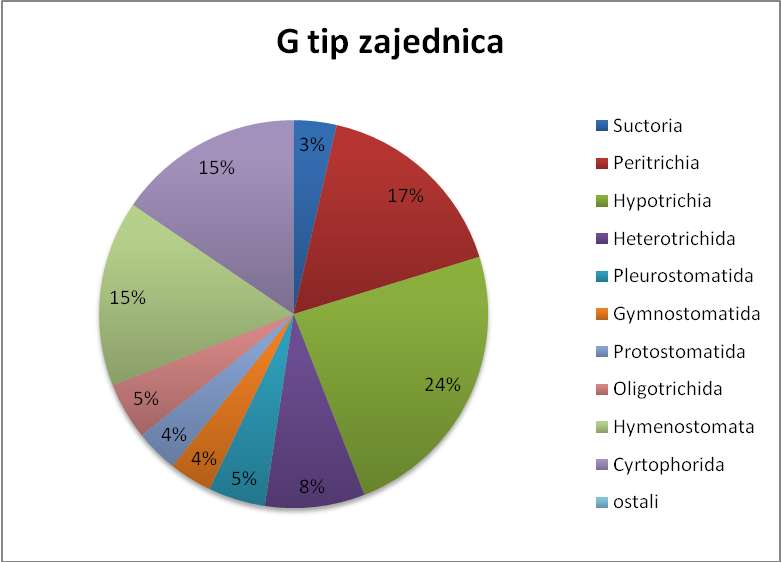 G tip zajednica
3%
17%
24%
8%
5%
4%
4%
5%
15%
15%
Suctoria
Peritrichia
Hypotrichia
Heterotrichida
Pleurostomatida
Gymnostomatida
Protostomatida
Oligotrichida
Hymenostomata
Cyrtophorida
ostali